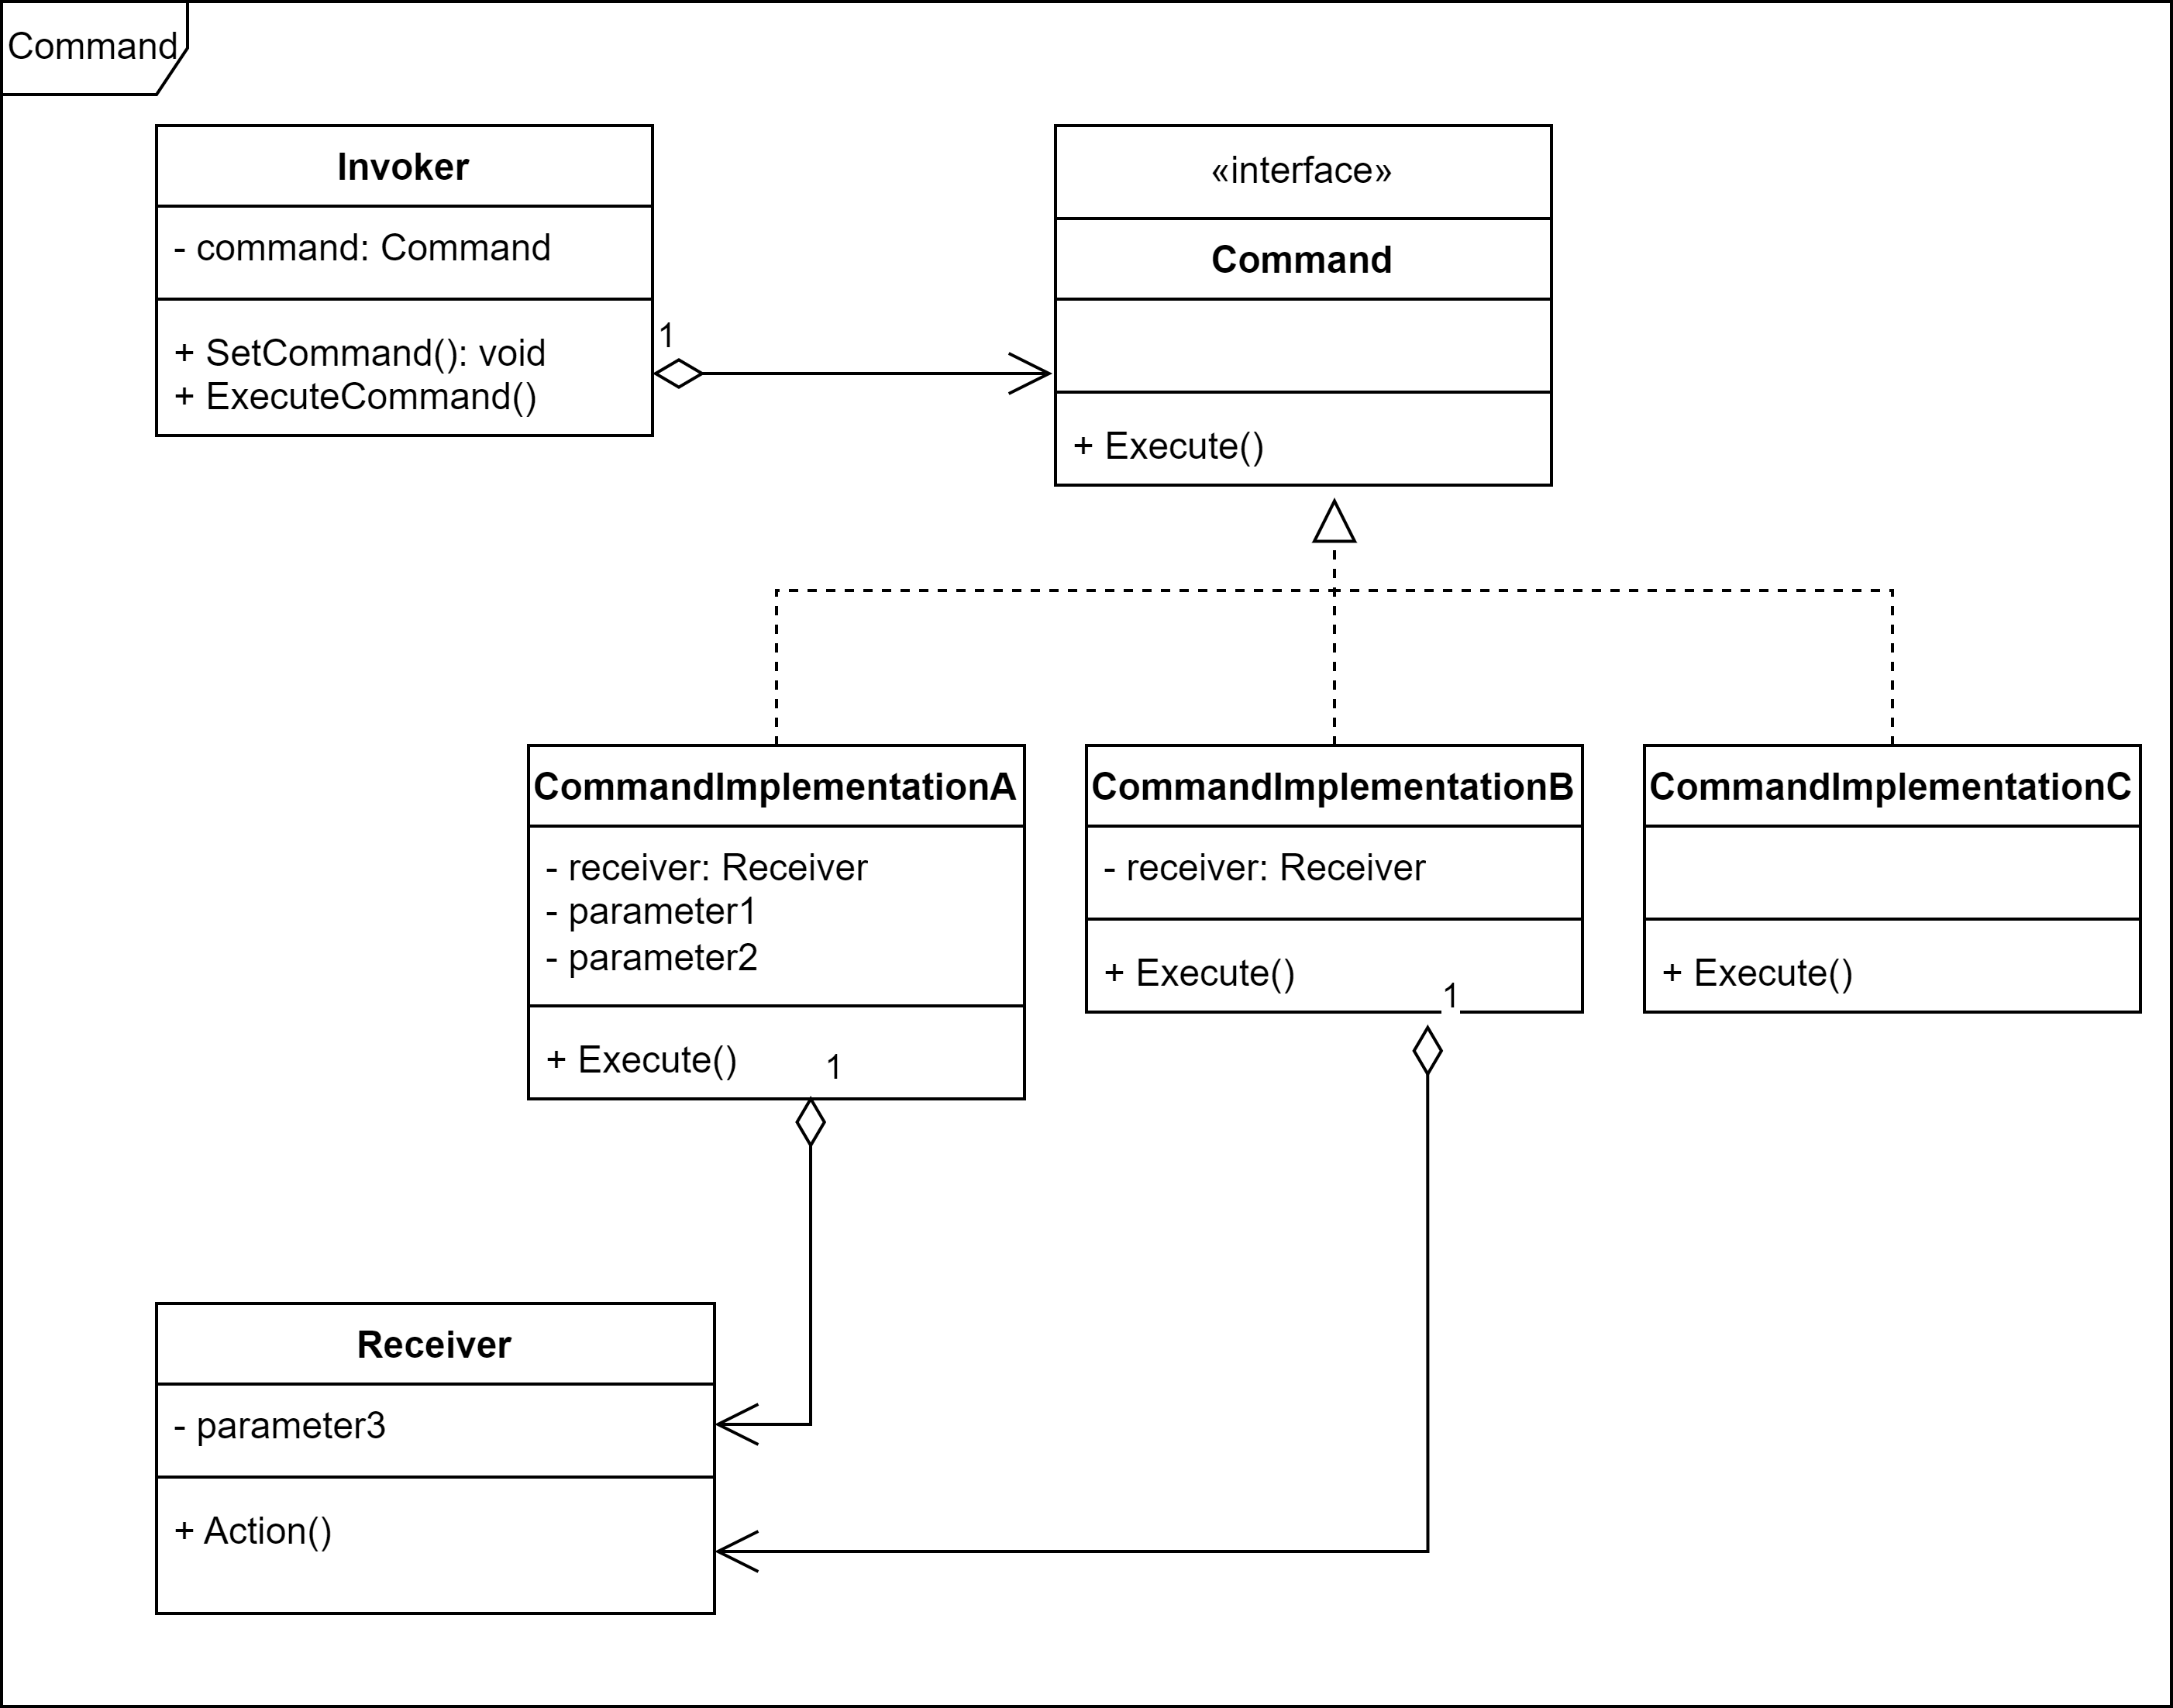 Command
Invoker
- command: Command
+ SetCommand(): void
+ ExecuteCommand()
1
«interface»
Command
+ Execute()
CommandImplementationA
- receiver: Receiver
- parameter1
- parameter2
+ Execute()
1
CommandImplementationB
- receiver: Receiver
+ Execute()
1
CommandImplementationC
+ Execute()
Receiver
- parameter3
+ Action()